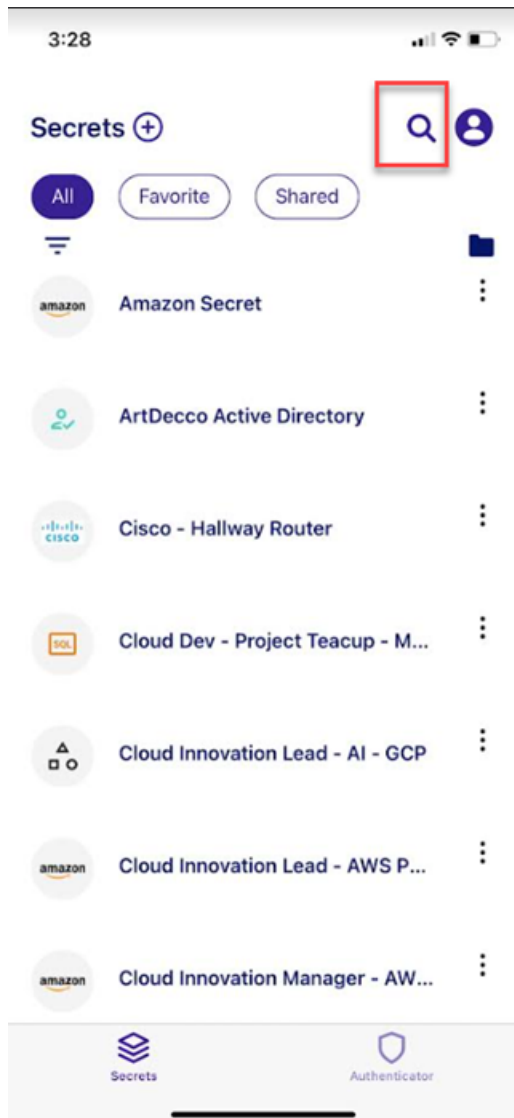 3:28
Secrets
All Favorite Shared
amazon Amazon Secret
ArtDecco Active Directory
CISCO Cisco - Hallway Router
SQL Cloud Dev - Project Teacup - M...
Cloud Innovation Lead - AI - GCP
amazon Cloud Innovation Lead - AWS P...
amazon Cloud Innovation Manager - AW...
Secrets Authenticator